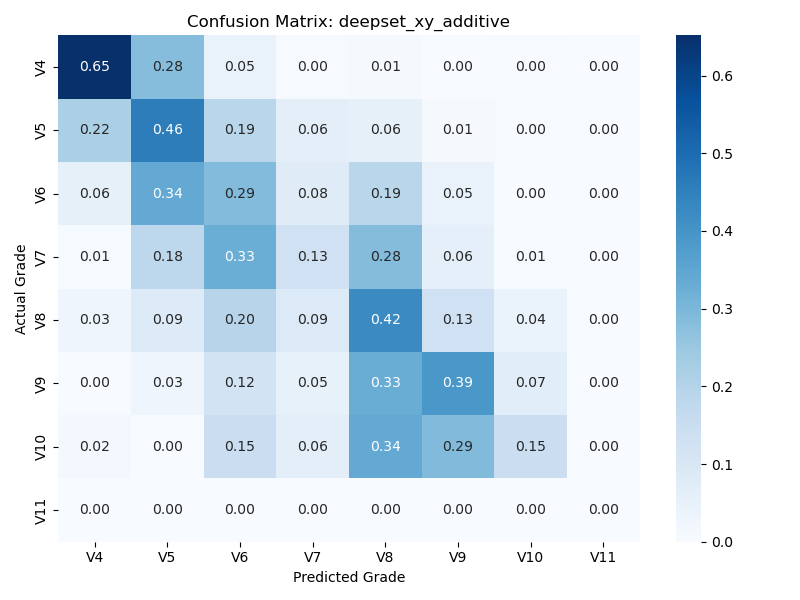 Confusion Matrix: deepset_xy_additive
V4 0.65 0.28 0.05 0.00 0.01 0.00 0.00 0.00
V5 0.22 0.46 0.19 0.06 0.06 0.01 0.00 0.00
V6 0.06 0.34 0.29 0.08 0.19 0.05 0.00 0.00
V7 0.01 0.18 0.33 0.13 0.28 0.06 0.01 0.00
V8 0.03 0.09 0.20 0.09 0.42 0.13 0.04 0.00
V9 0.00 0.03 0.12 0.05 0.33 0.39 0.07 0.00
V10 0.02 0.00 0.15 0.06 0.34 0.29 0.15 0.00
V11 0.00 0.00 0.00 0.00 0.00 0.00 0.00 0.00
V4 V5 V6 V7 V8 V9 V10 V11
Predicted Grade
Actual Grade
0.6
0.5
0.4
0.3
0.2
0.1
0.0